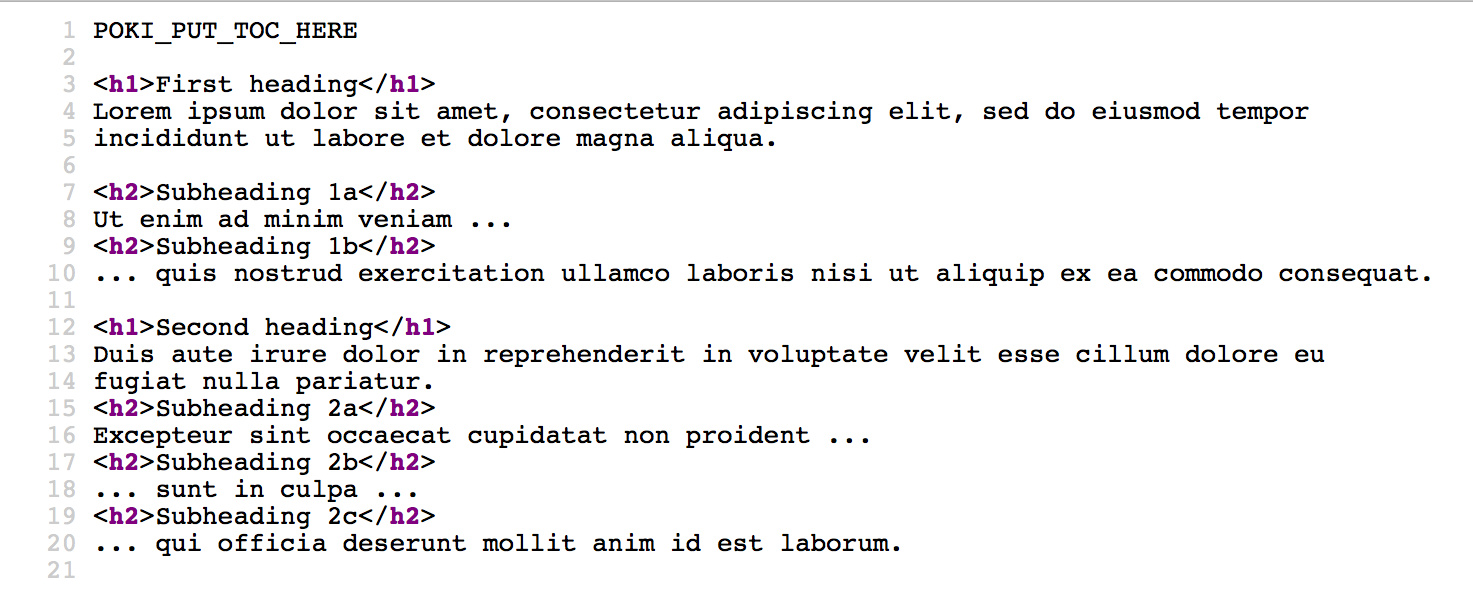 1 POKI_PUT_TOC_HERE
2
3 <h1>First heading</h1>
4 Lorem ipsum dolor sit amet, consectetur adipiscing elit, sed do eiusmod tempor
5 incididunt ut labore et dolore magna aliqua.
6
7 <h2>Subheading 1a</h2>
8 Ut enim ad minim veniam ...
9 <h2>Subheading 1b</h2>
10 ... quis nostrud exercitation ullamco laboris nisi ut aliquip ex ea commodo consequat.
11
12 <h1>Second heading</h1>
13 Duis aute irure dolor in reprehenderit in voluptate velit esse cillum dolore eu
14 fugiat nulla pariatur.
15 <h2>Subheading 2a</h2>
16 Excepteur sint occaecat cupidatat non proident ...
17 <h2>Subheading 2b</h2>
18 ... sunt in culpa ...
19 <h2>Subheading 2c</h2>
20 ... qui officia deserunt mollit anim id est laborum.
21